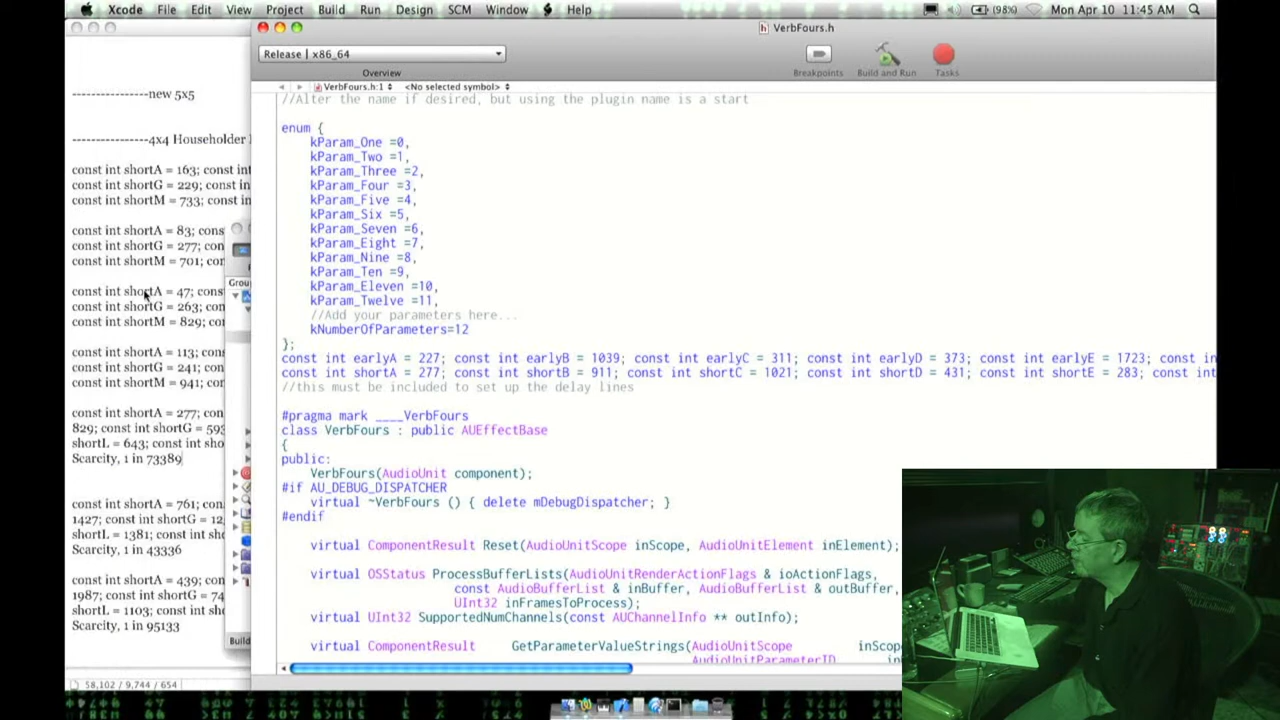 Xcode File Edit View Project Build Run Design SCM Window Help (98%) Mon Apr 10 11:45 AM
VerbFours.h
Release | x86_64
Overview Breakpoints Build and Run Tasks
VerbFours.h:1 <No selected symbol>
----------------new 5x5
----------------4x4 Householder
const int shortA = 163; const int
const int shortG = 229; const in
const int shortM = 733; const
const int shortA = 83; cons
const int shortG = 277; con
const int shortM = 701; con
Grou
const int shortA = 47; cons
const int shortG = 263; co
const int shortM = 829; co
const int shortA = 113; con
const int shortG = 241; con
const int shortM = 941; con
const int shortA = 277; con
829; const int shortG = 593
shortL = 643; const int sho
Scarcity, 1 in 73389
const int shortA = 761; con
1427; const int shortG = 12
shortL = 1381; const int sho
Scarcity, 1 in 43336
const int shortA = 439; con
1987; const int shortG = 74
shortL = 1103; const int sho
Scarcity, 1 in 95133
Build
58,102 / 9,744 / 654
//Alter the name if desired, but using the plugin name is a start
enum {
kParam_One =0,
kParam_Two =1,
kParam_Three =2,
kParam_Four =3,
kParam_Five =4,
kParam_Six =5,
kParam_Seven =6,
kParam_Eight =7,
kParam_Nine =8,
kParam_Ten =9,
kParam_Eleven =10,
kParam_Twelve =11,
//Add your parameters here...
kNumberOfParameters=12
};
const int earlyA = 227; const int earlyB = 1039; const int earlyC = 311; const int earlyD = 373; const int earlyE = 1723; const in
const int shortA = 277; const int shortB = 911; const int shortC = 1021; const int shortD = 431; const int shortE = 283; const int
//this must be included to set up the delay lines
#pragma mark ____VerbFours
class VerbFours : public AUEffectBase
{
public:
VerbFours(AudioUnit component);
#if AU_DEBUG_DISPATCHER
virtual ~VerbFours () { delete mDebugDispatcher; }
#endif
virtual ComponentResult Reset(AudioUnitScope inScope, AudioUnitElement inElement);
virtual OSStatus ProcessBufferLists(AudioUnitRenderActionFlags & ioActionFlags,
const AudioBufferList & inBuffer, AudioBufferList & outBuffer,
UInt32 inFramesToProcess);
virtual UInt32 SupportedNumChannels(const AUChannelInfo ** outInfo);
virtual ComponentResult GetParameterValueStrings(AudioUnitScope inScop
AudioUnitParameterID in